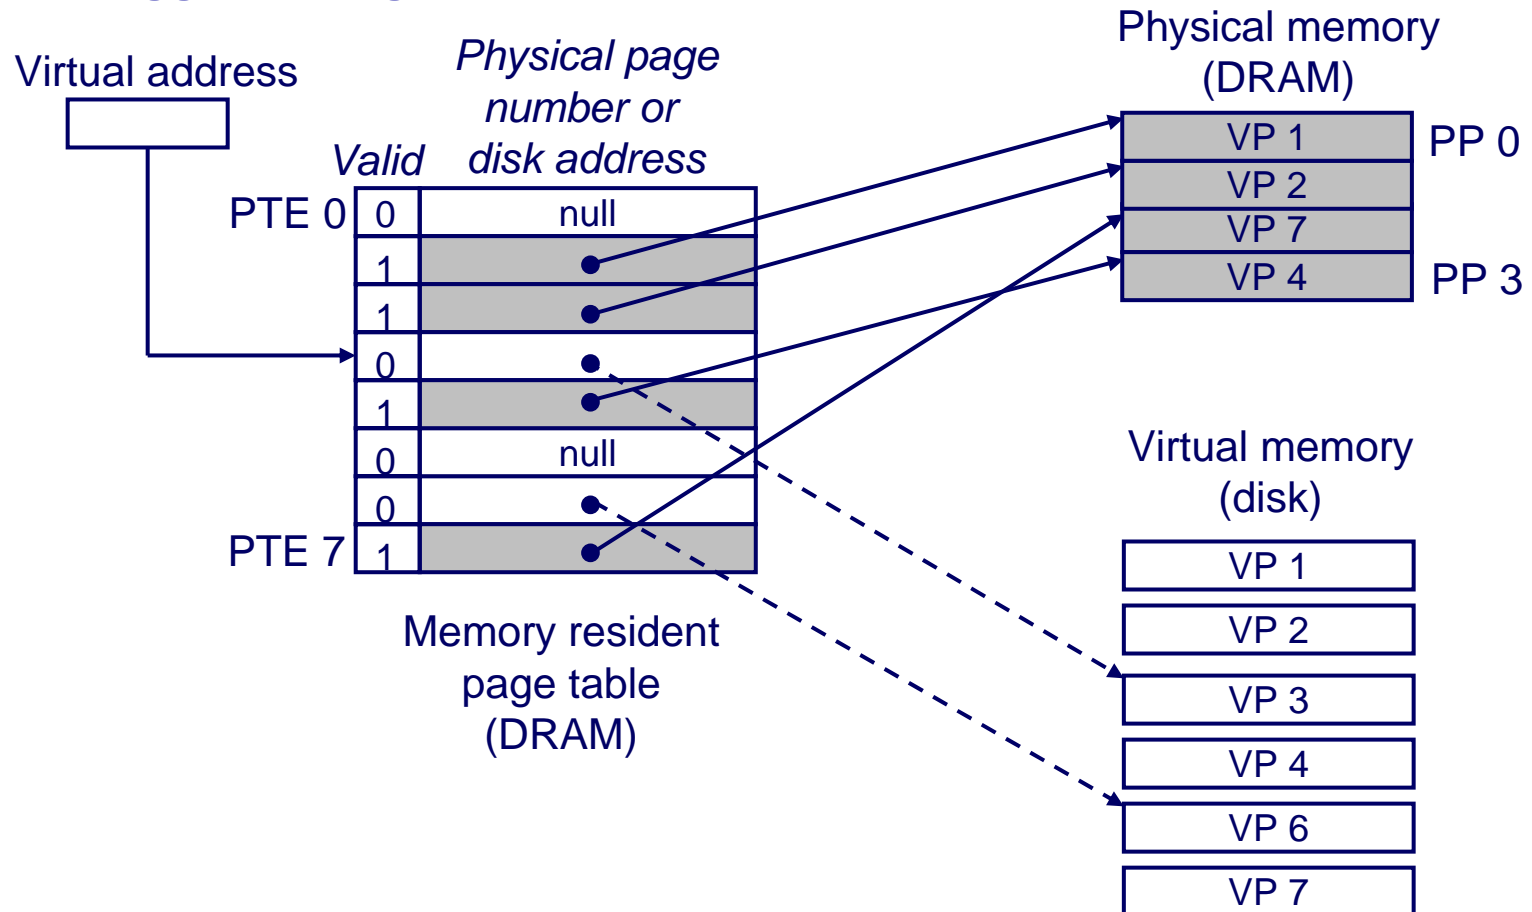 Virtual address
Physical page
number or
disk address
Valid
PTE 0
0
null
1
1
0
1
0
null
0
PTE 7
1
Memory resident
page table
(DRAM)
Physical memory
(DRAM)
VP 1
PP 0
VP 2
VP 7
VP 4
PP 3
Virtual memory
(disk)
VP 1
VP 2
VP 3
VP 4
VP 6
VP 7